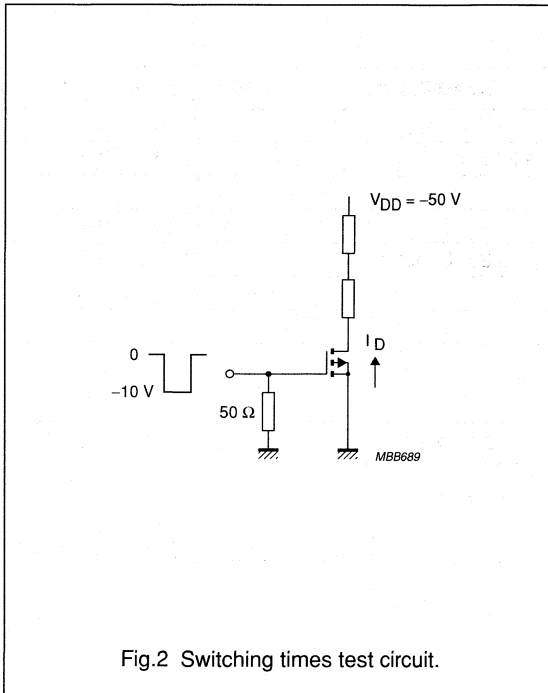 V_DD = −50 V
I_D
0
−10 V
50 Ω
MBB689
Fig.2 Switching times test circuit.